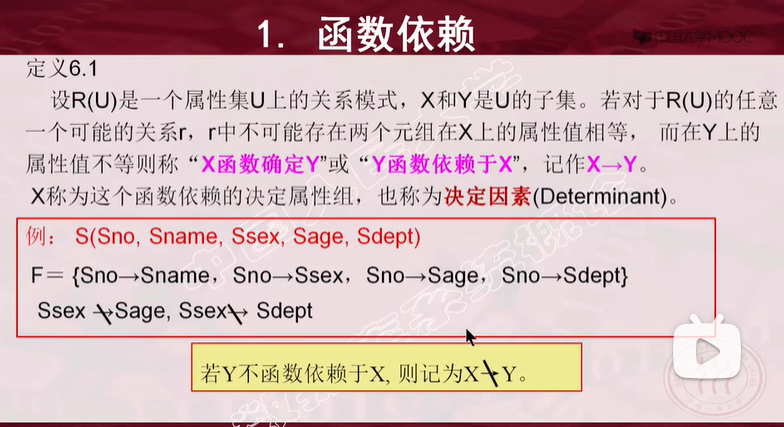 1. 函数依赖
中国大学MOOC
定义6.1
设R(U)是一个属性集U上的关系模式，X和Y是U的子集。若对于R(U)的任意
一个可能的关系r，r中不可能存在两个元组在X上的属性值相等， 而在Y上的
属性值不等则称“X函数确定Y”或“Y函数依赖于X”，记作X→Y。
X称为这个函数依赖的决定属性组，也称为决定因素(Determinant)。
例： S(Sno, Sname, Ssex, Sage, Sdept)
F＝ {Sno→Sname，Sno→Ssex，Sno→Sage，Sno→Sdept}
Ssex ↛Sage, Ssex↛ Sdept
若Y不函数依赖于X, 则记为X↛Y。